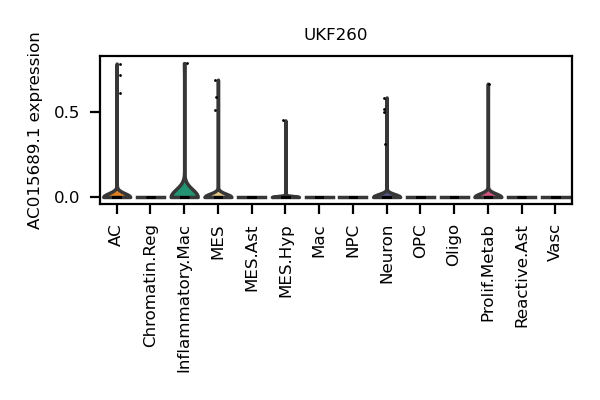 UKF260
AC015689.1 expression
0.5
0.0
AC
Chromatin.Reg
Inflammatory.Mac
MES
MES.Ast
MES.Hyp
Mac
NPC
Neuron
OPC
Oligo
Prolif.Metab
Reactive.Ast
Vasc